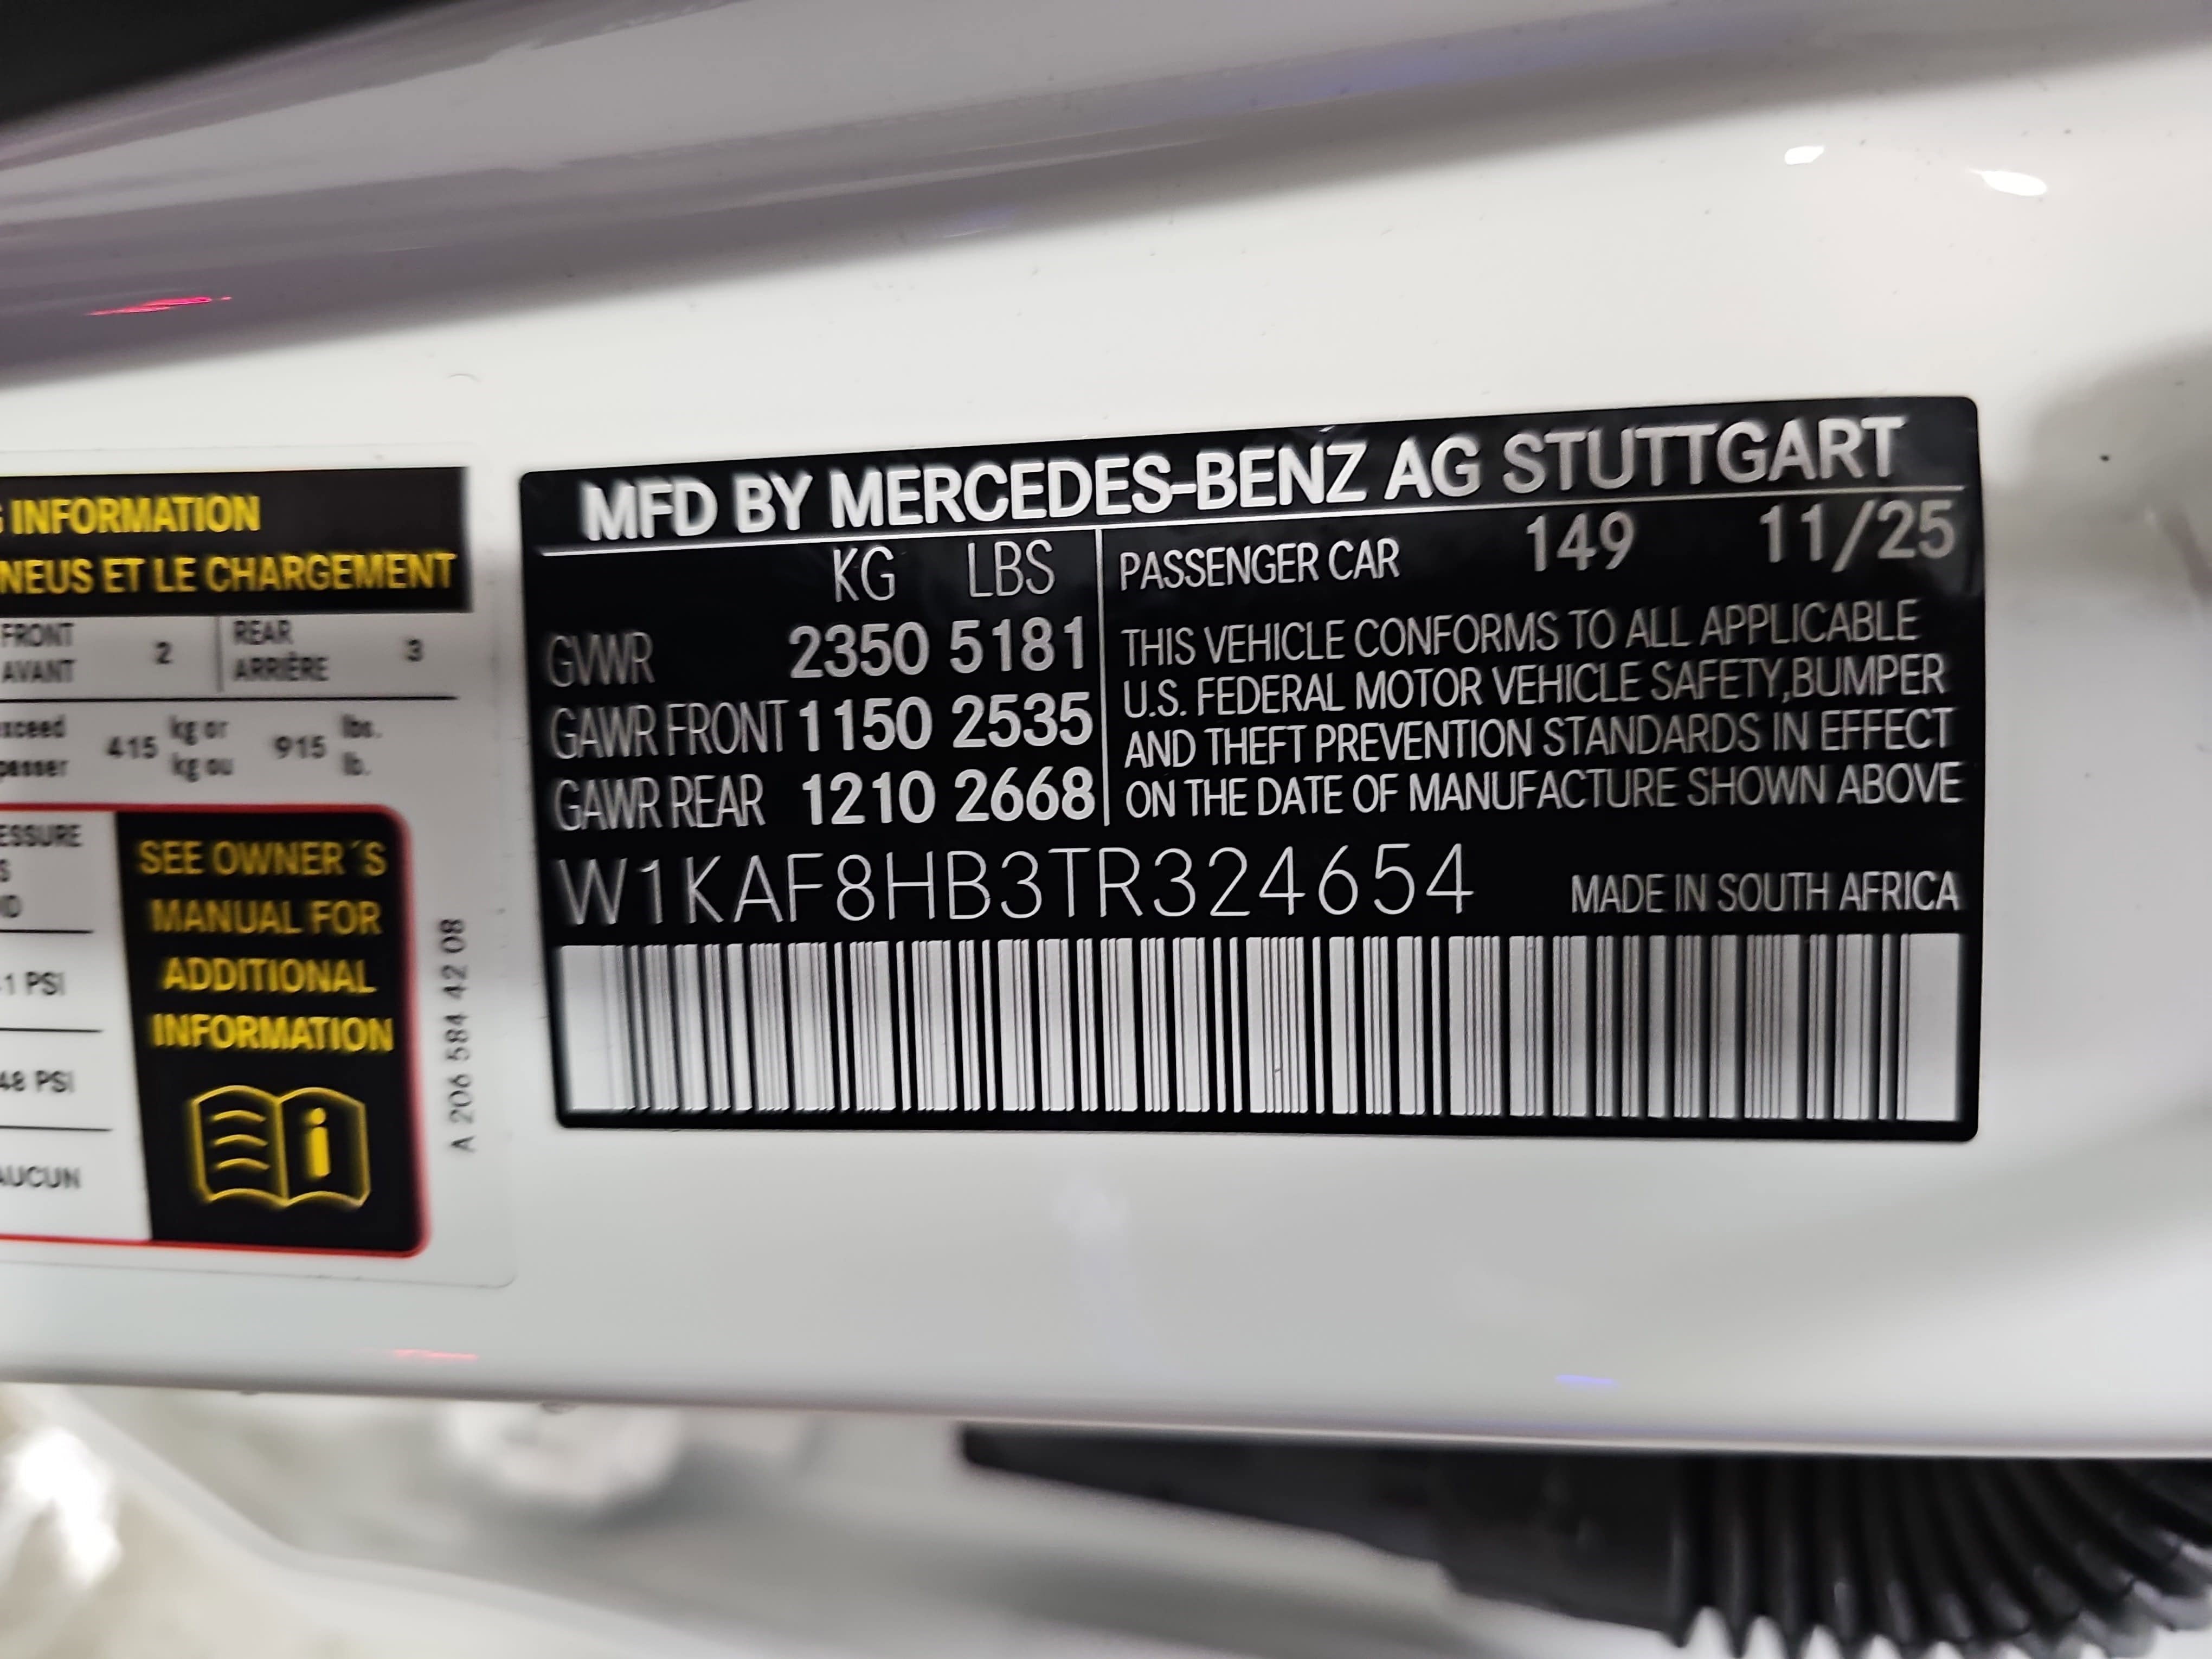 INFORMATION
NEUS ET LE CHARGEMENT
FRONT 2 REAR 3
AVANT ARRIÈRE
kg or lbs.
415 915
kg ou lb.
SEE OWNER´S
MANUAL FOR
ADDITIONAL
INFORMATION
1 PSI
48 PSI
AUCUN
A 206 584 42 08
MFD BY MERCEDES-BENZ AG STUTTGART
KG LBS
GVWR 2350 5181
GAWR FRONT 1150 2535
GAWR REAR 1210 2668
PASSENGER CAR 149 11/25
THIS VEHICLE CONFORMS TO ALL APPLICABLE
U.S. FEDERAL MOTOR VEHICLE SAFETY,BUMPER
AND THEFT PREVENTION STANDARDS IN EFFECT
ON THE DATE OF MANUFACTURE SHOWN ABOVE
W1KAF8HB3TR324654 MADE IN SOUTH AFRICA